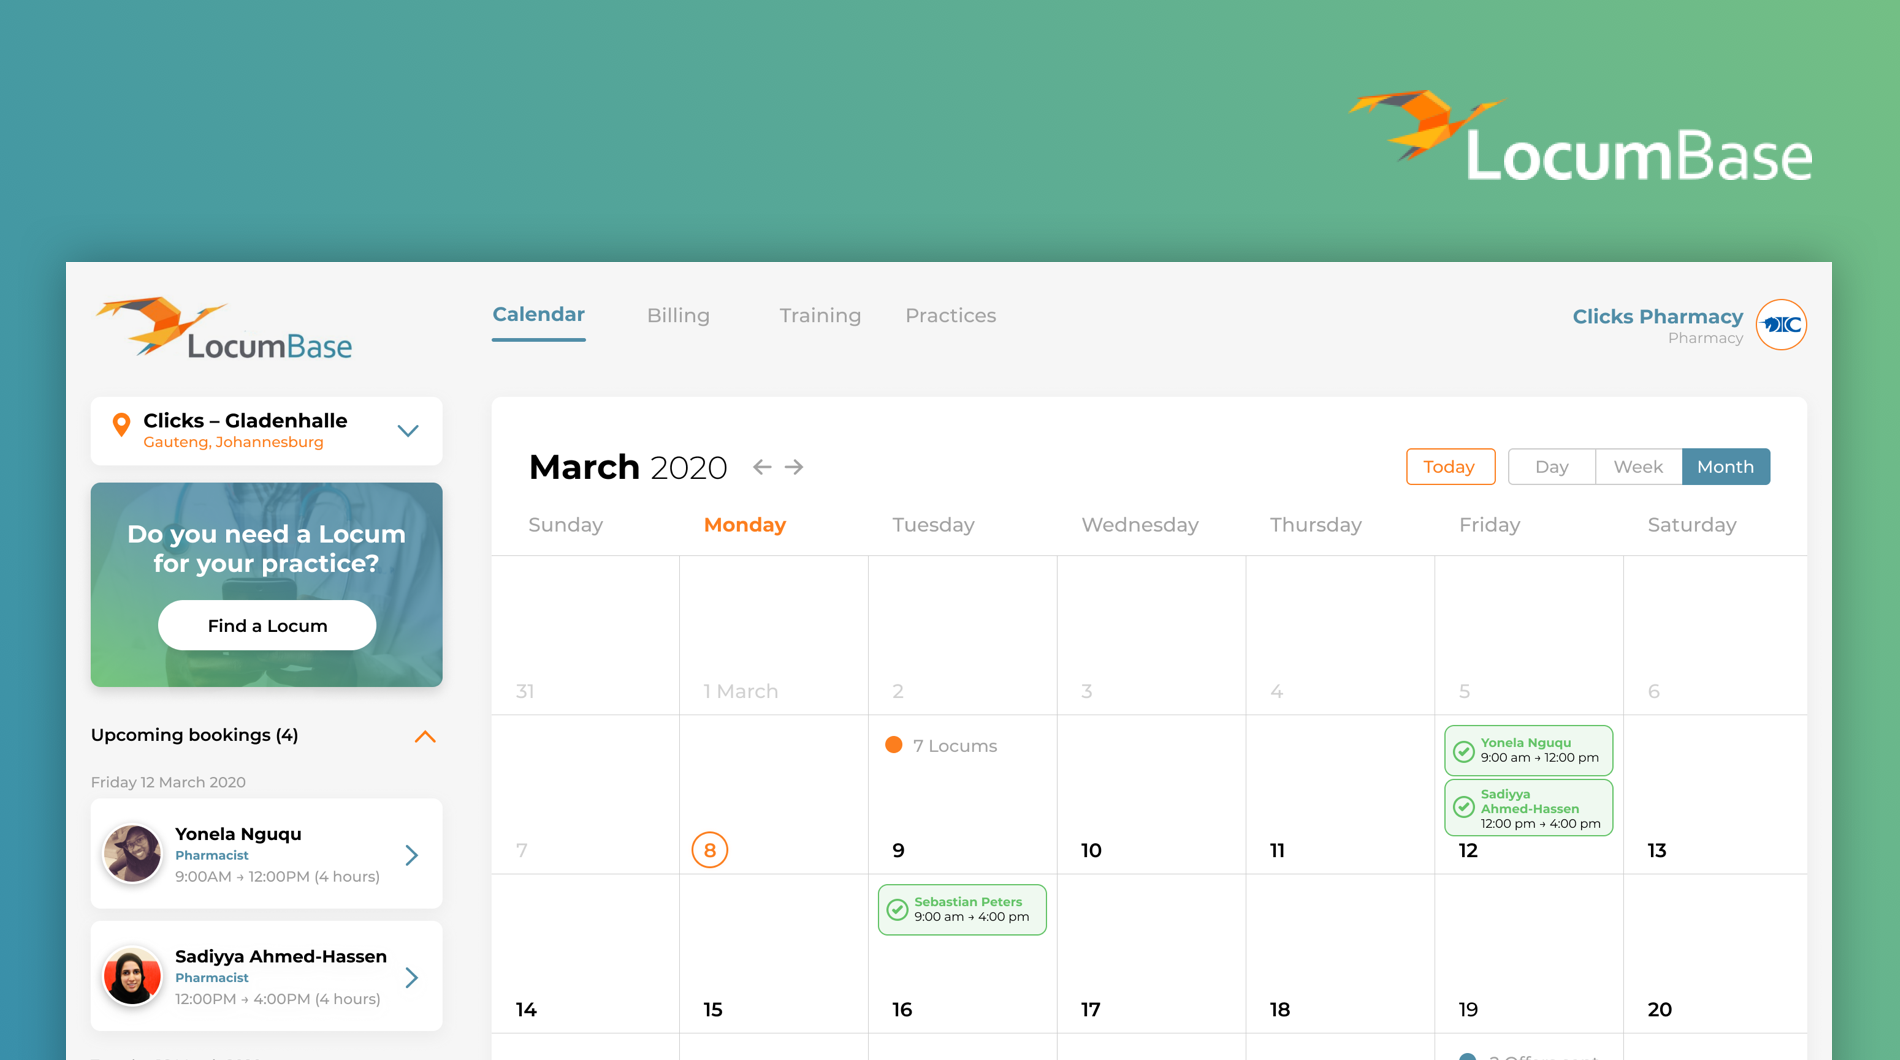 LocumBase
LocumBase
Calendar
Billing
Training
Practices
Clicks Pharmacy
Pharmacy
Clicks – Gladenhalle
Gauteng, Johannesburg
Do you need a Locum
for your practice?
Find a Locum
Upcoming bookings (4)
Friday 12 March 2020
Yonela Nguqu
Pharmacist
9:00AM → 12:00PM (4 hours)
Sadiyya Ahmed-Hassen
Pharmacist
12:00PM → 4:00PM (4 hours)
March 2020
Today
Day
Week
Month
Sunday
Monday
Tuesday
Wednesday
Thursday
Friday
Saturday
31
1 March
2
3
4
5
6
7 Locums
Yonela Nguqu
9:00 am → 12:00 pm
Sadiyya
Ahmed-Hassen
12:00 pm → 4:00 pm
7
8
9
10
11
12
13
Sebastian Peters
9:00 am → 4:00 pm
14
15
16
17
18
19
20